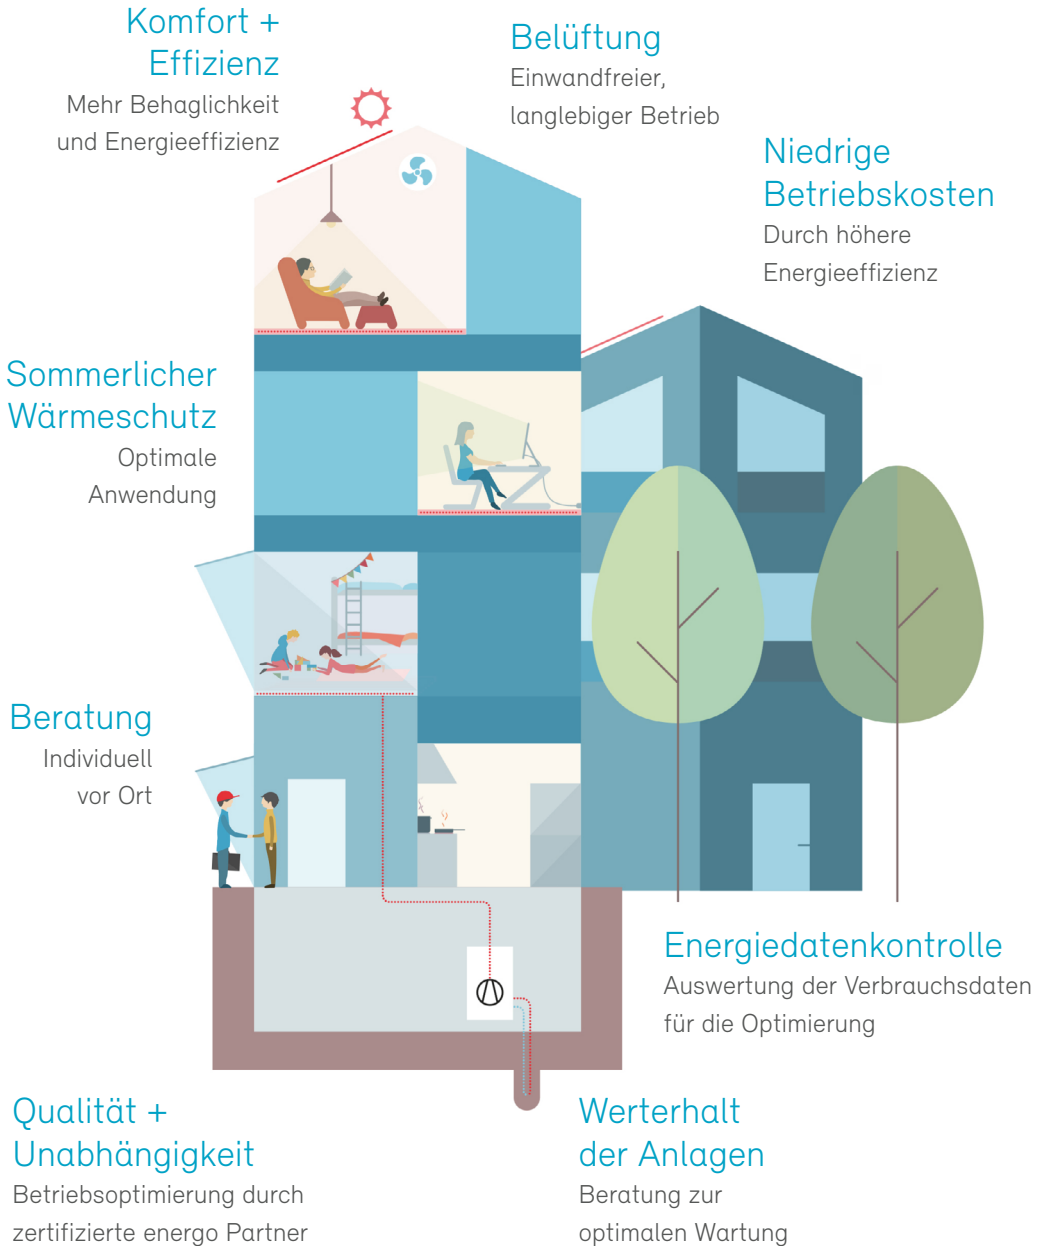 Komfort +
Effizienz
Mehr Behaglichkeit
und Energieeffizienz
Belüftung
Einwandfreier,
langlebiger Betrieb
Niedrige
Betriebskosten
Durch höhere
Energieeffizienz
Sommerlicher
Wärmeschutz
Optimale
Anwendung
Beratung
Individuell
vor Ort
Energiedatenkontrolle
Auswertung der Verbrauchsdaten
für die Optimierung
Qualität +
Unabhängigkeit
Betriebsoptimierung durch
zertifizierte energo Partner
Werterhalt
der Anlagen
Beratung zur
optimalen Wartung